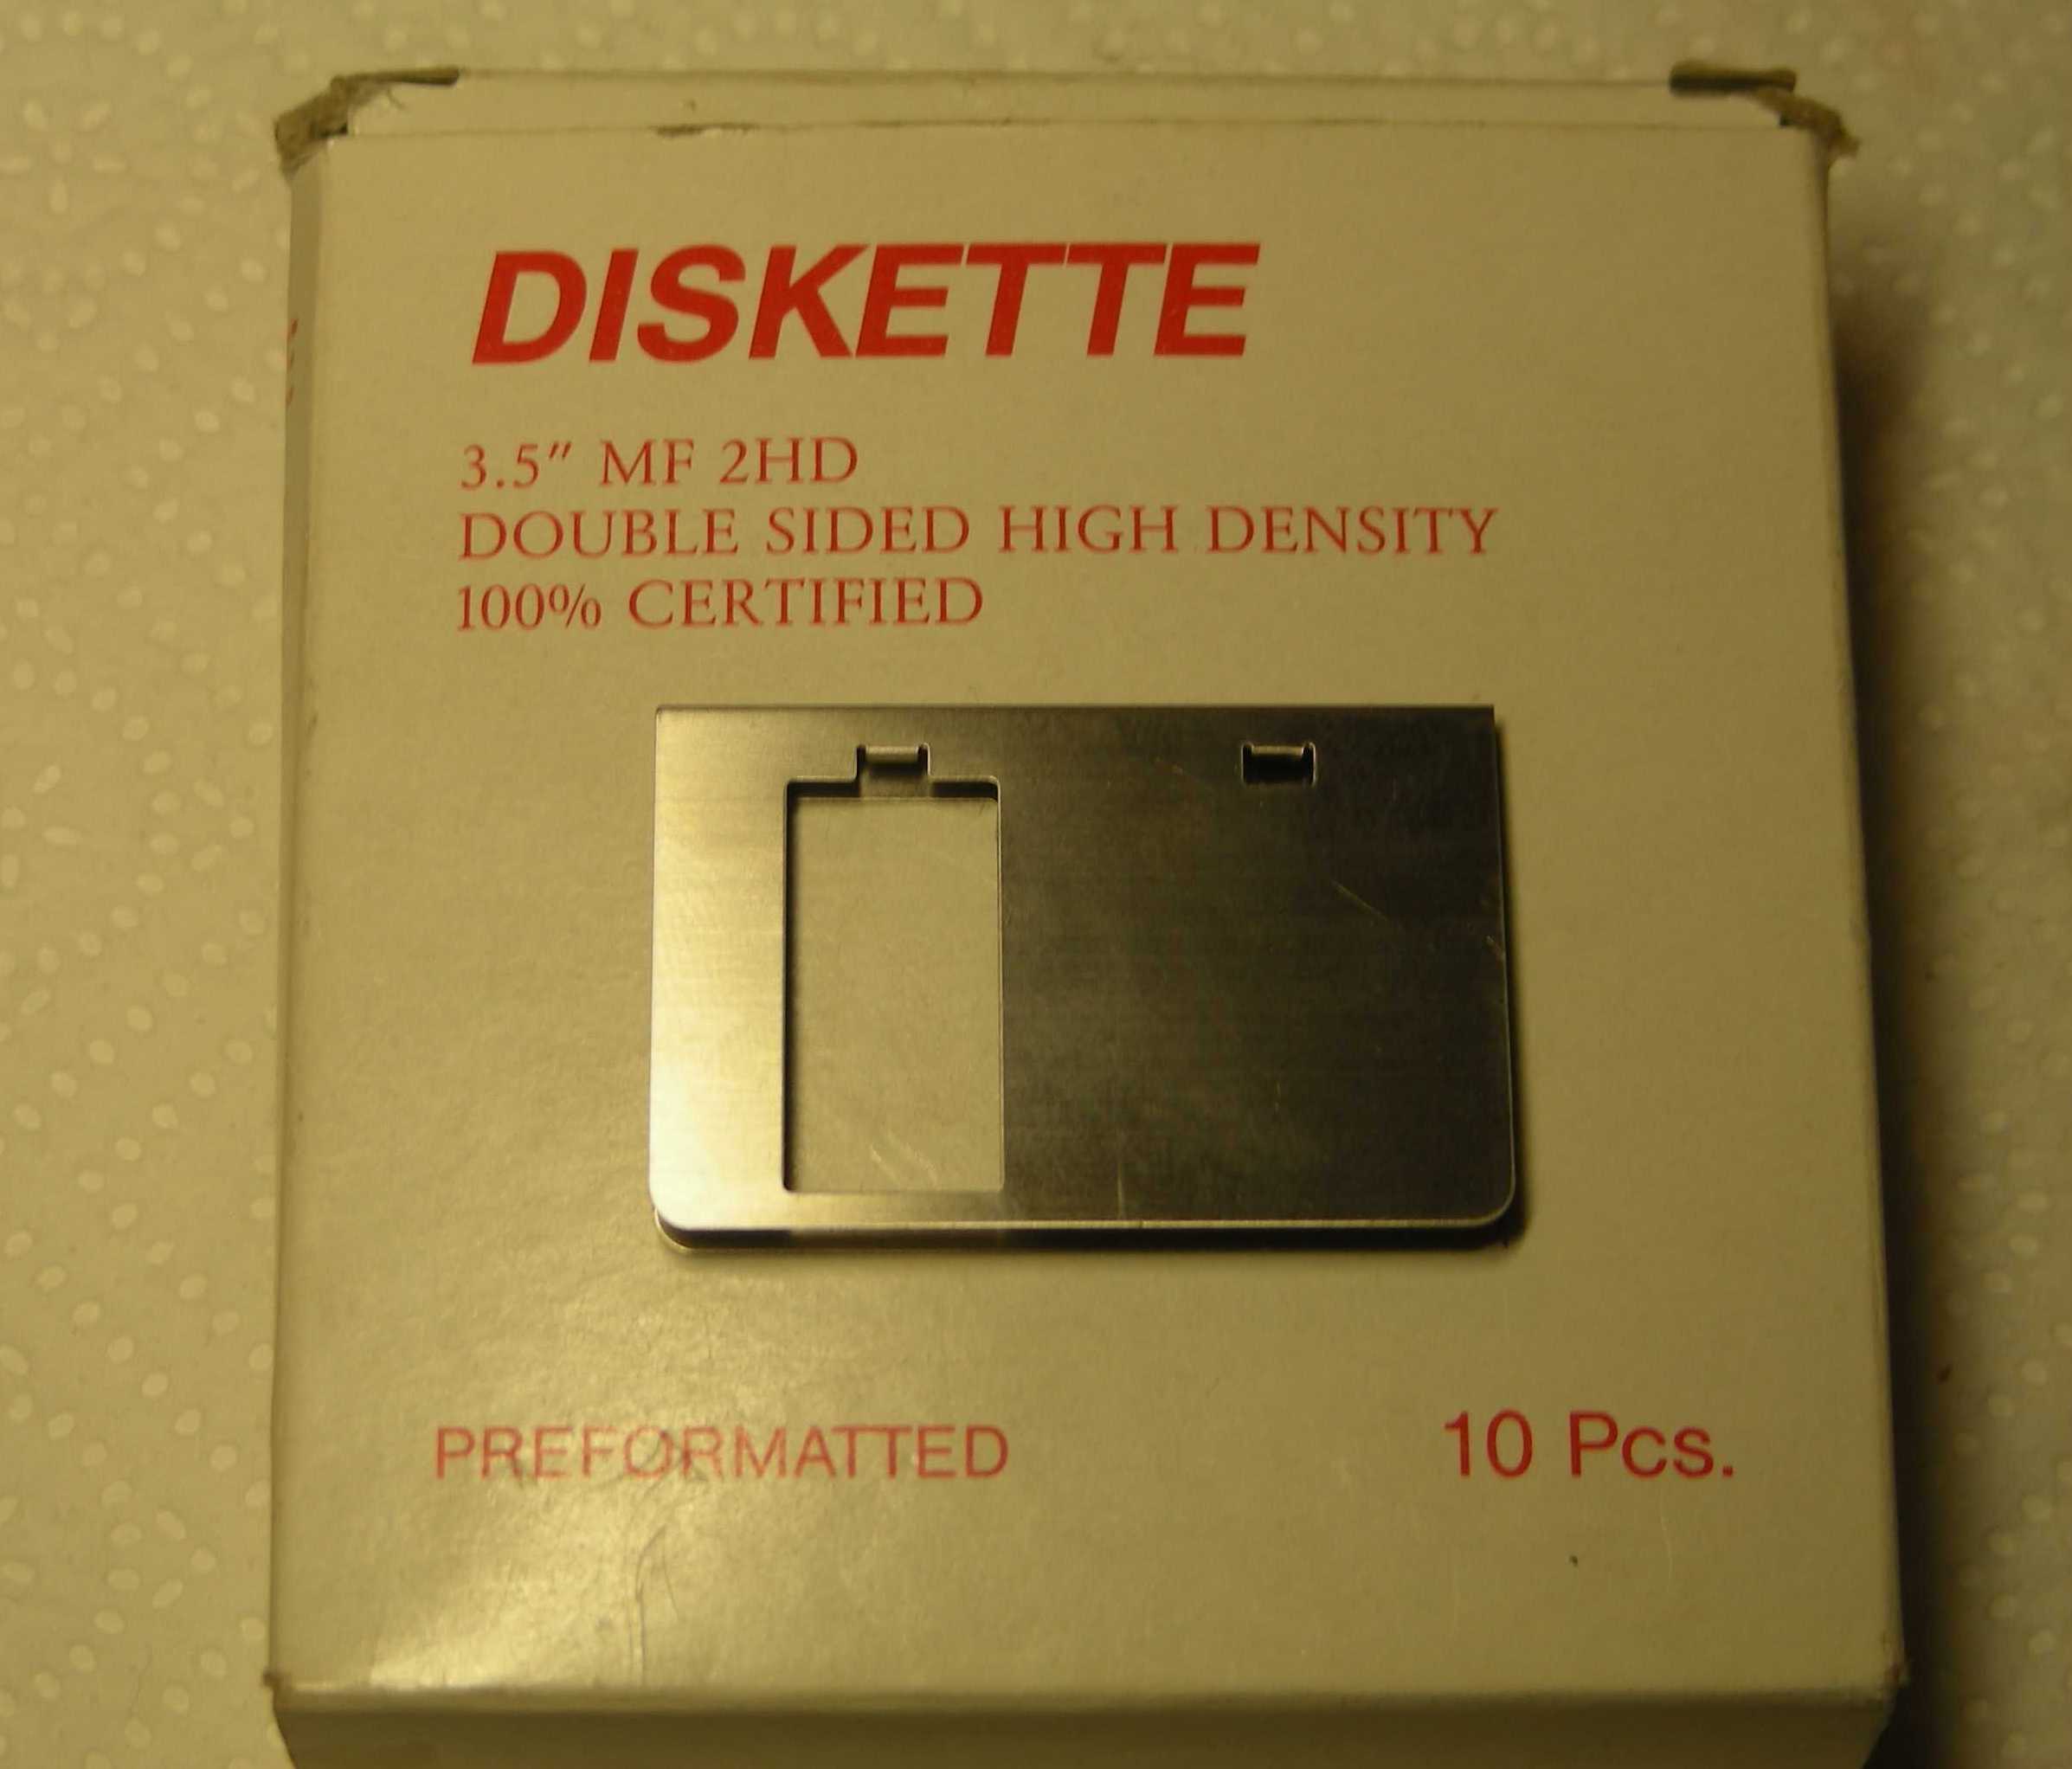 DISKETTE
3.5″ MF 2HD
DOUBLE SIDED HIGH DENSITY
100% CERTIFIED
PREFORMATTED
10 Pcs.